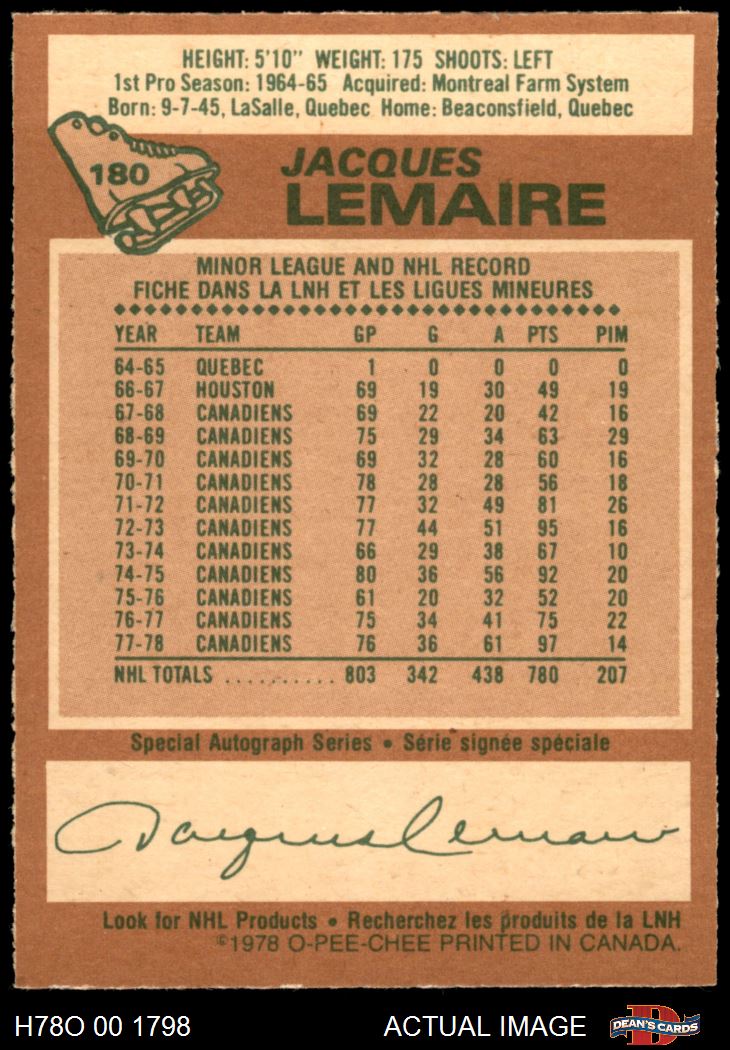 HEIGHT: 5'10" WEIGHT: 175 SHOOTS: LEFT
1st Pro Season: 1964-65 Acquired: Montreal Farm System
Born: 9-7-45, LaSalle, Quebec Home: Beaconsfield, Quebec
180
JACQUES
LEMAIRE
MINOR LEAGUE AND NHL RECORD
FICHE DANS LA LNH ET LES LIGUES MINEURES
YEAR TEAM GP G A PTS PIM
64-65 QUEBEC 1 0 0 0 0
66-67 HOUSTON 69 19 30 49 19
67-68 CANADIENS 69 22 20 42 16
68-69 CANADIENS 75 29 34 63 29
69-70 CANADIENS 69 32 28 60 16
70-71 CANADIENS 78 28 28 56 18
71-72 CANADIENS 77 32 49 81 26
72-73 CANADIENS 77 44 51 95 16
73-74 CANADIENS 66 29 38 67 10
74-75 CANADIENS 80 36 56 92 20
75-76 CANADIENS 61 20 32 52 20
76-77 CANADIENS 75 34 41 75 22
77-78 CANADIENS 76 36 61 97 14
NHL TOTALS .......... 803 342 438 780 207
Special Autograph Series • Série signée spéciale
Jacques Lemaire
Look for NHL Products • Recherchez les produits de la LNH
©1978 O-PEE-CHEE PRINTED IN CANADA.
H78O 00 1798 ACTUAL IMAGE D DEAN'S CARDS